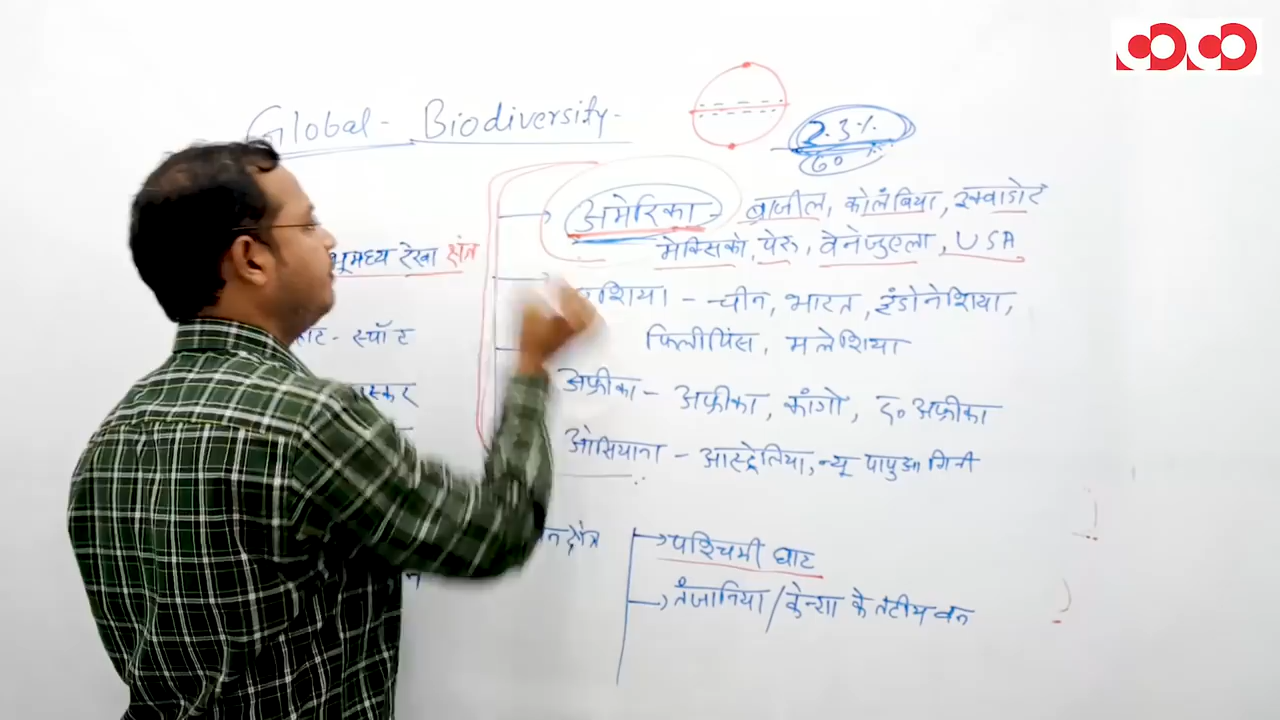 Global - Biodiversity -
2.3%
60%
अमेरिका - ब्राजील, कोलंबिया, इक्वाडोर
मेक्सिको, पेरू, वेनेजुएला, USA
भूमध्य रेखा क्षेत्र
एशिया - चीन, भारत, इंडोनेशिया,
स्पॉट
फिलीपिंस, मलेशिया
अफ्रीका - अफ्रीका, कांगो, द० अफ्रीका
ओसियाना - आस्ट्रेलिया, न्यू पापुआ गिनी
क्षेत्र
पश्चिमी घाट
तंजानिया / केन्या के तटीय वन